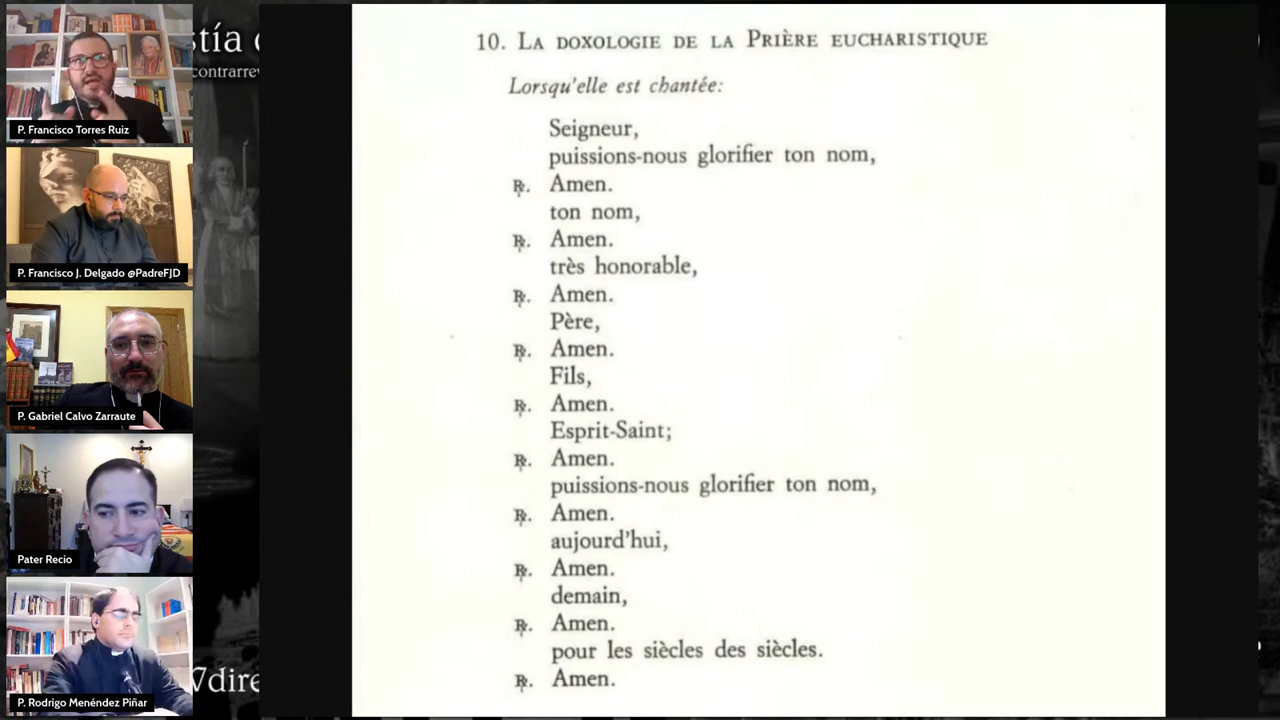 P. Francisco Torres Ruiz
P. Francisco J. Delgado @PadreFJD
P. Gabriel Calvo Zarraute
Pater Recio
P. Rodrigo Menéndez Piñar
stía
contrarre
7dire
10. LA DOXOLOGIE DE LA PRIÈRE EUCHARISTIQUE
Lorsqu'elle est chantée:
Seigneur,
puissions-nous glorifier ton nom,
℟. Amen.
ton nom,
℟. Amen.
très honorable,
℟. Amen.
Père,
℟. Amen.
Fils,
℟. Amen.
Esprit-Saint;
℟. Amen.
puissions-nous glorifier ton nom,
℟. Amen.
aujourd'hui,
℟. Amen.
demain,
℟. Amen.
pour les siècles des siècles.
℟. Amen.